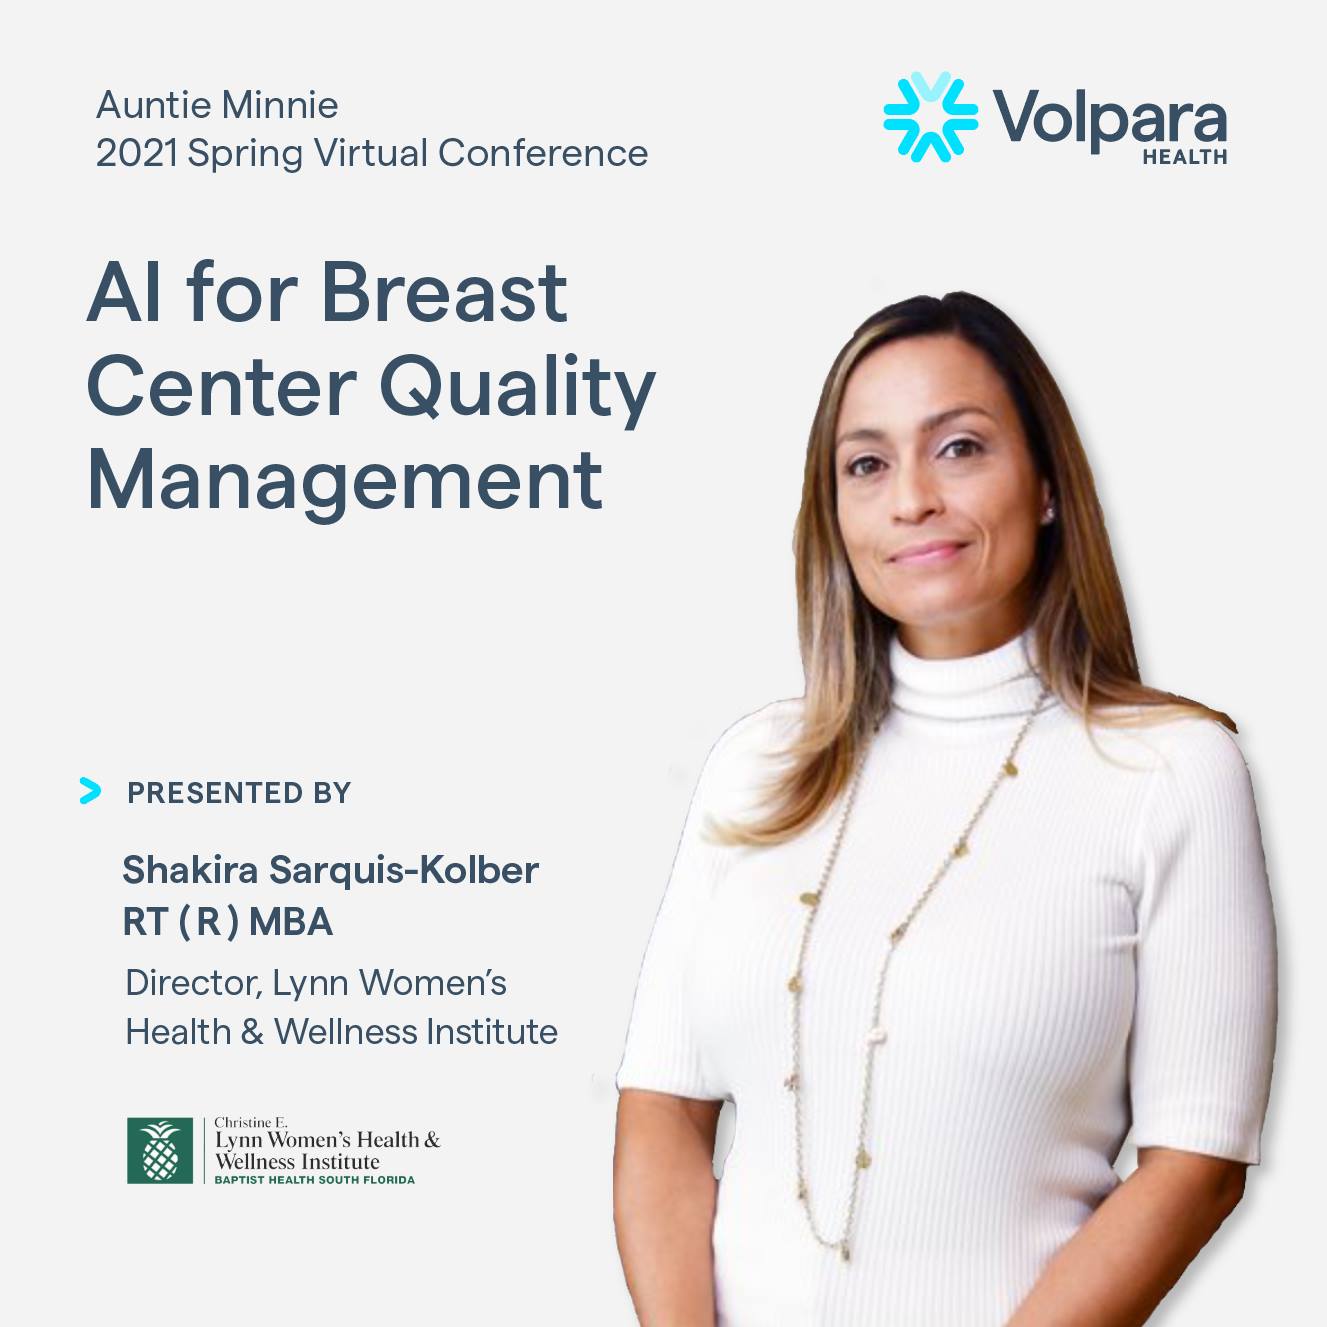 Auntie Minnie
2021 Spring Virtual Conference
Volpara
HEALTH
AI for Breast
Center Quality
Management
PRESENTED BY
Shakira Sarquis-Kolber
RT (R) MBA
Director, Lynn Women’s
Health & Wellness Institute
Christine E.
Lynn Women’s Health &
Wellness Institute
BAPTIST HEALTH SOUTH FLORIDA